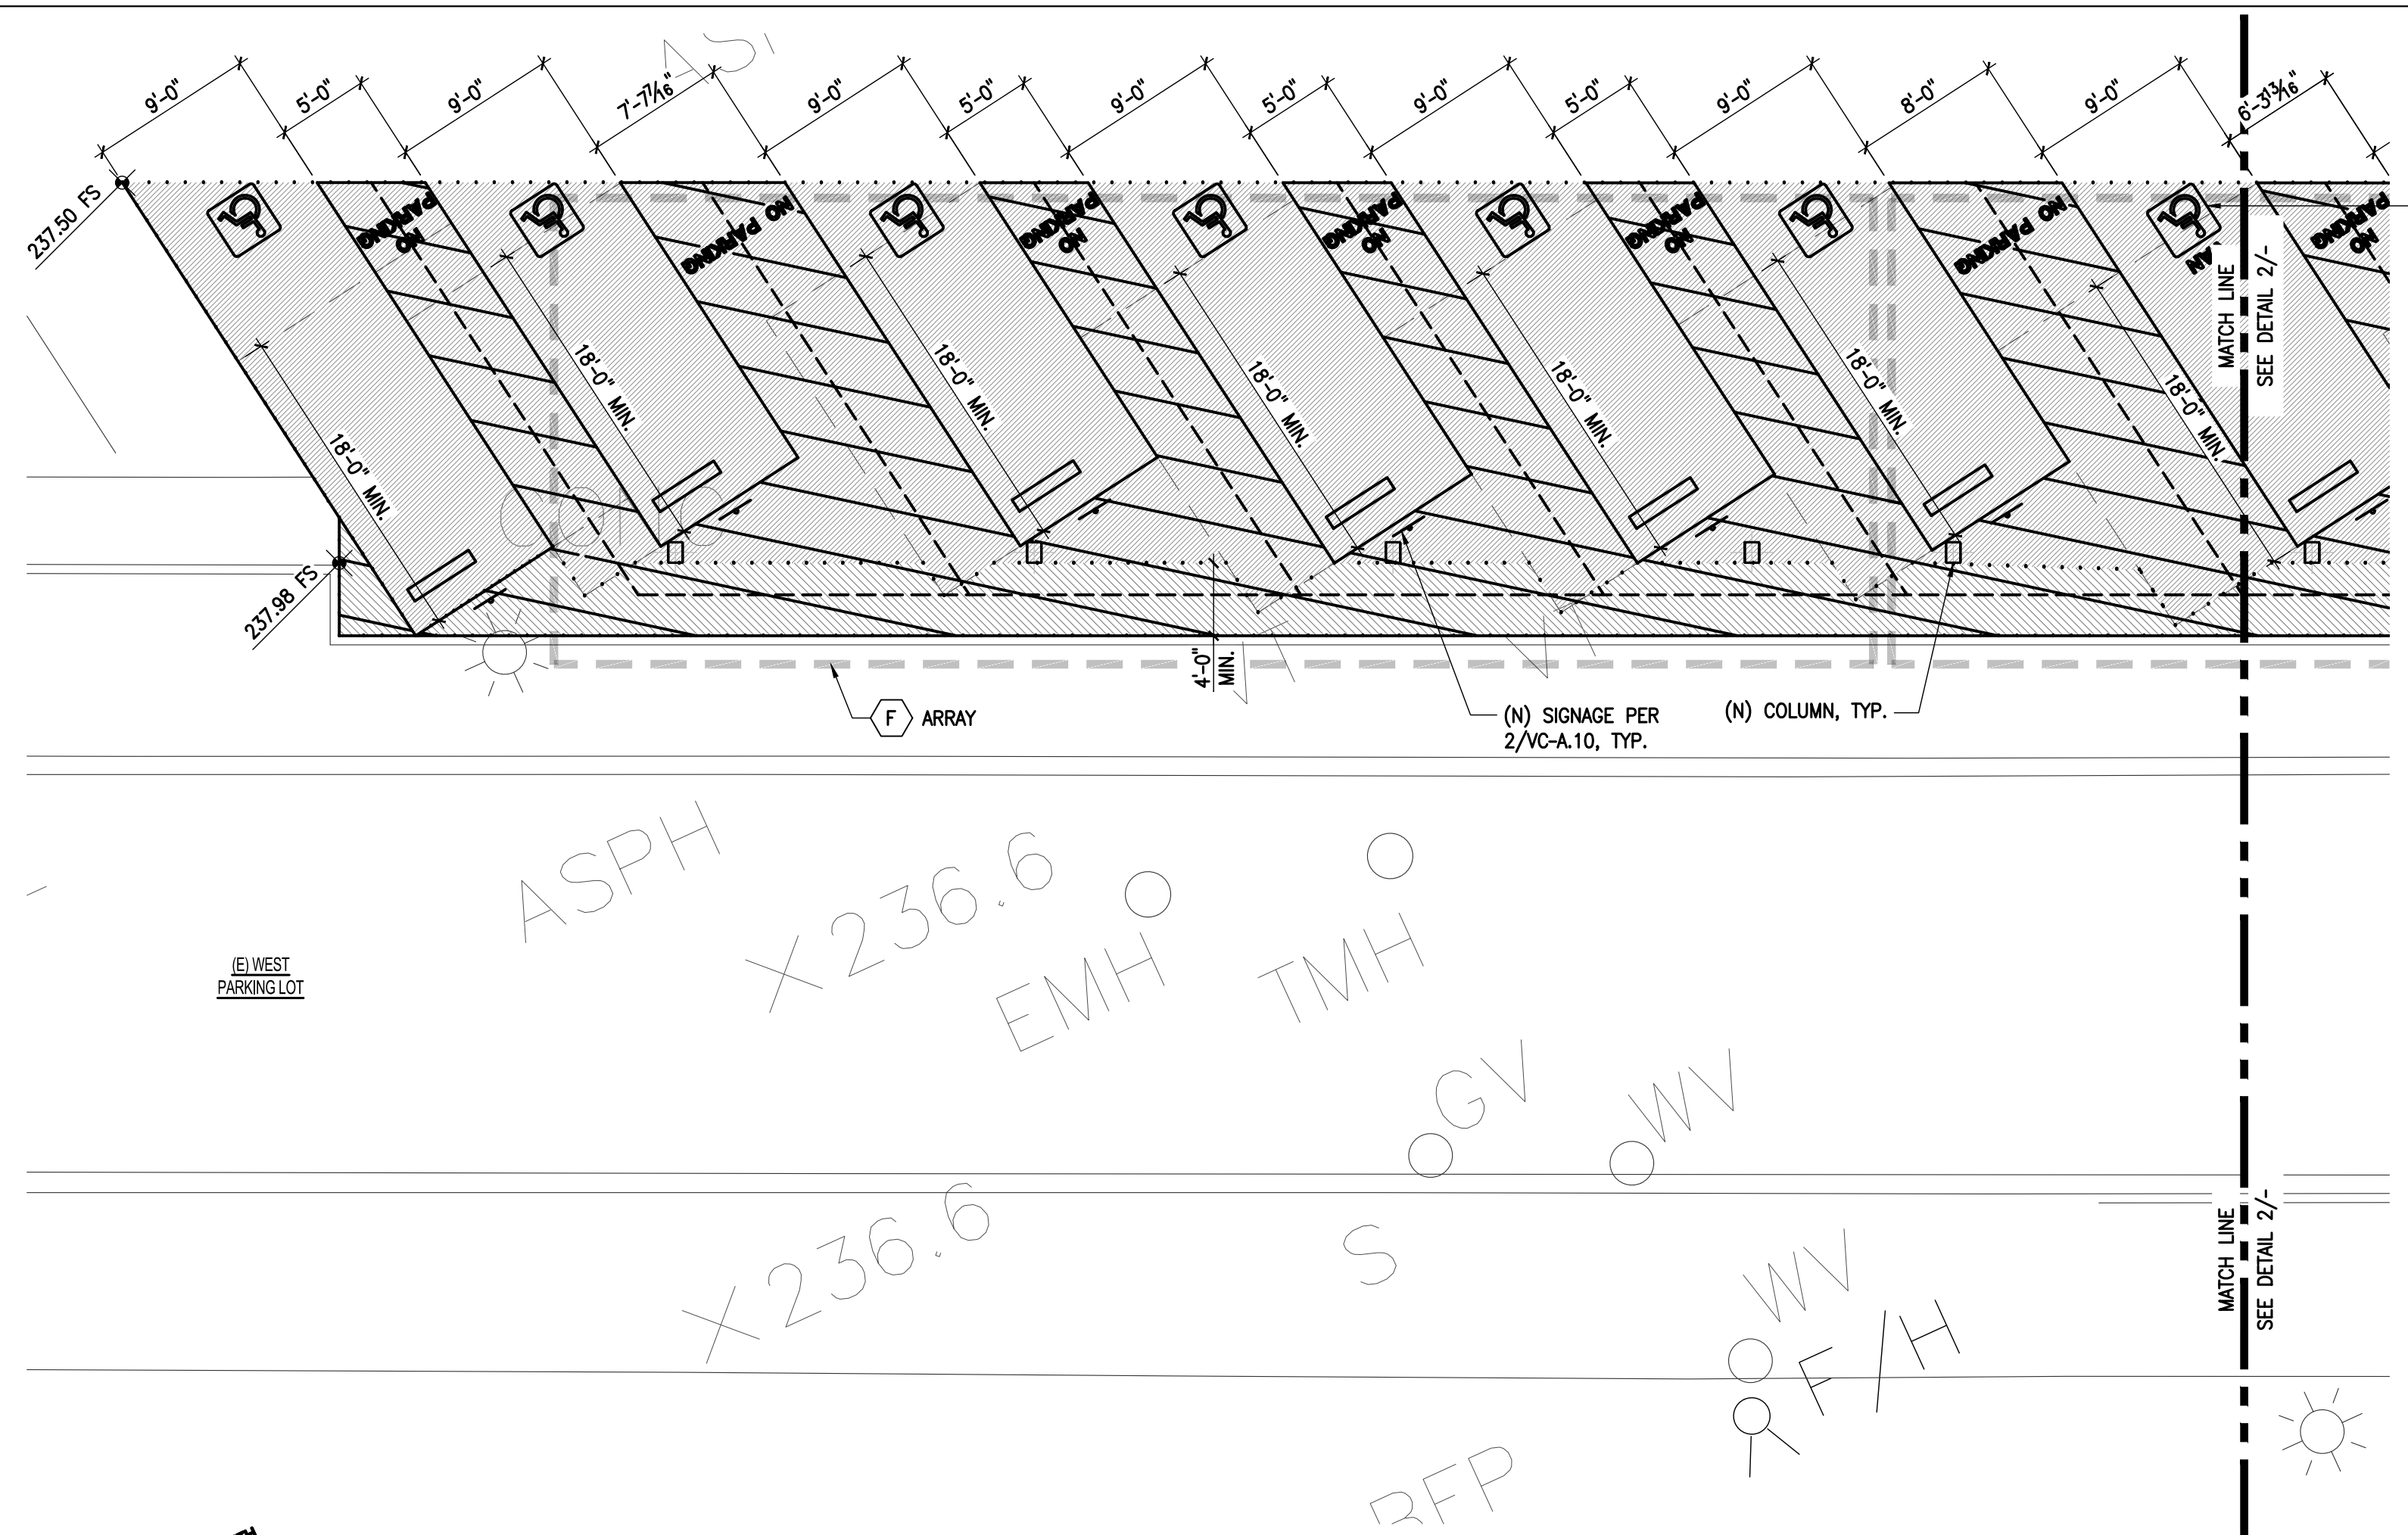 9'-0"
5'-0"
9'-0"
7'-7 7/16"
9'-0"
5'-0"
9'-0"
5'-0"
9'-0"
5'-0"
9'-0"
8'-0"
9'-0"
6'-3 13/16"
237.50 FS
NO
PARKING
NO PARKING
NO
PARKING
NO
PARKING
NO
PARKING
NO PARKING
AN
NO
PARKING
18'-0" MIN.
18'-0" MIN.
18'-0" MIN.
18'-0" MIN.
18'-0" MIN.
18'-0" MIN.
18'-0" MIN.
MATCH LINE
SEE DETAIL 2/-
237.98 FS
4'-0"
MIN.
F ARRAY
(N) SIGNAGE PER
2/VC-A.10, TYP.
(N) COLUMN, TYP.
ASPH
X 236.6
EMH
TMH
(E) WEST
PARKING LOT
GV
WV
X 236.6
S
WV
F/H
MATCH LINE
SEE DETAIL 2/-